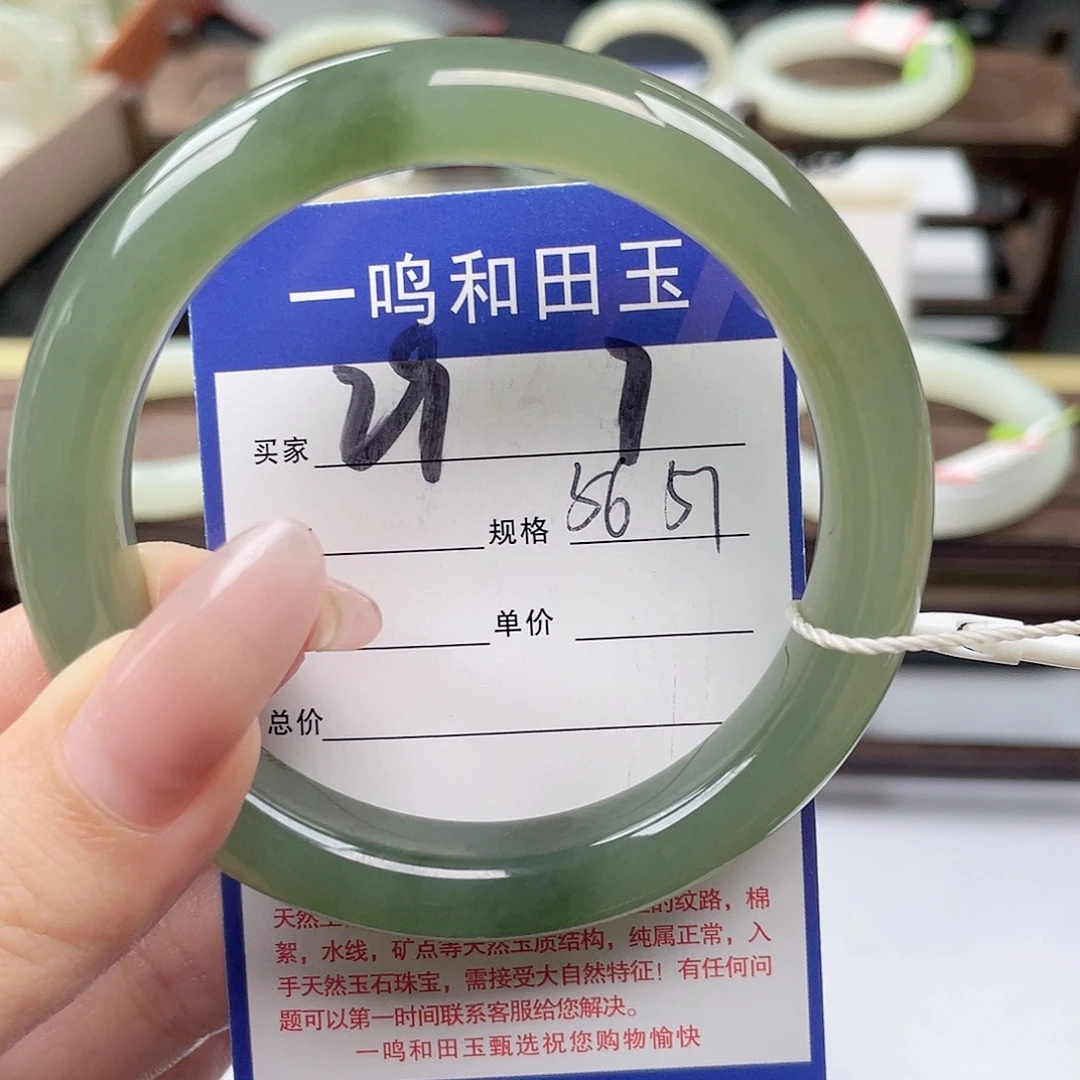 一鸣和田玉
买家
规格 56 57
单价
总价
天然 的纹路，棉
絮，水线，矿点等天然玉质结构，纯属正常，入
手天然玉石珠宝，需接受大自然特征！有任何问
题可以第一时间联系客服给您解决。
一鸣和田玉甄选祝您购物愉快